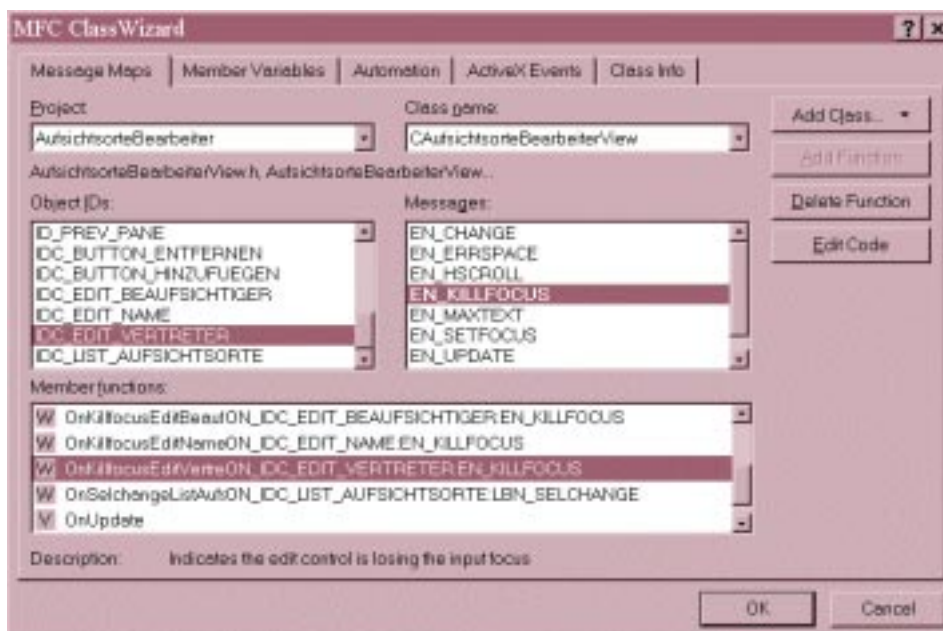 MFC ClassWizard
Message Maps Member Variables Automation ActiveX Events Class Info
Project: Class name:
AufsichtsorteBearbeiter CAufsichtsorteBearbeiterView
Add Class...
AufsichtsorteBearbeiterView.h, AufsichtsorteBearbeiterView...
Add Function
Object IDs: Messages:
Delete Function
ID_PREV_PANE EN_CHANGE
IDC_BUTTON_ENTFERNEN EN_ERRSPACE
Edit Code
IDC_BUTTON_HINZUFUEGEN EN_HSCROLL
IDC_EDIT_BEAUFSICHTIGER EN_KILLFOCUS
IDC_EDIT_NAME EN_MAXTEXT
IDC_EDIT_VERTRETER EN_SETFOCUS
IDC_LIST_AUFSICHTSORTE EN_UPDATE
Member functions:
W OnKillfocusEditBeaufON_IDC_EDIT_BEAUFSICHTIGER:EN_KILLFOCUS
W OnKillfocusEditNameON_IDC_EDIT_NAME:EN_KILLFOCUS
W OnKillfocusEditVertreON_IDC_EDIT_VERTRETER:EN_KILLFOCUS
W OnSelchangeListAufsON_IDC_LIST_AUFSICHTSORTE:LBN_SELCHANGE
V OnUpdate
Description: Indicates the edit control is losing the input focus
OK Cancel